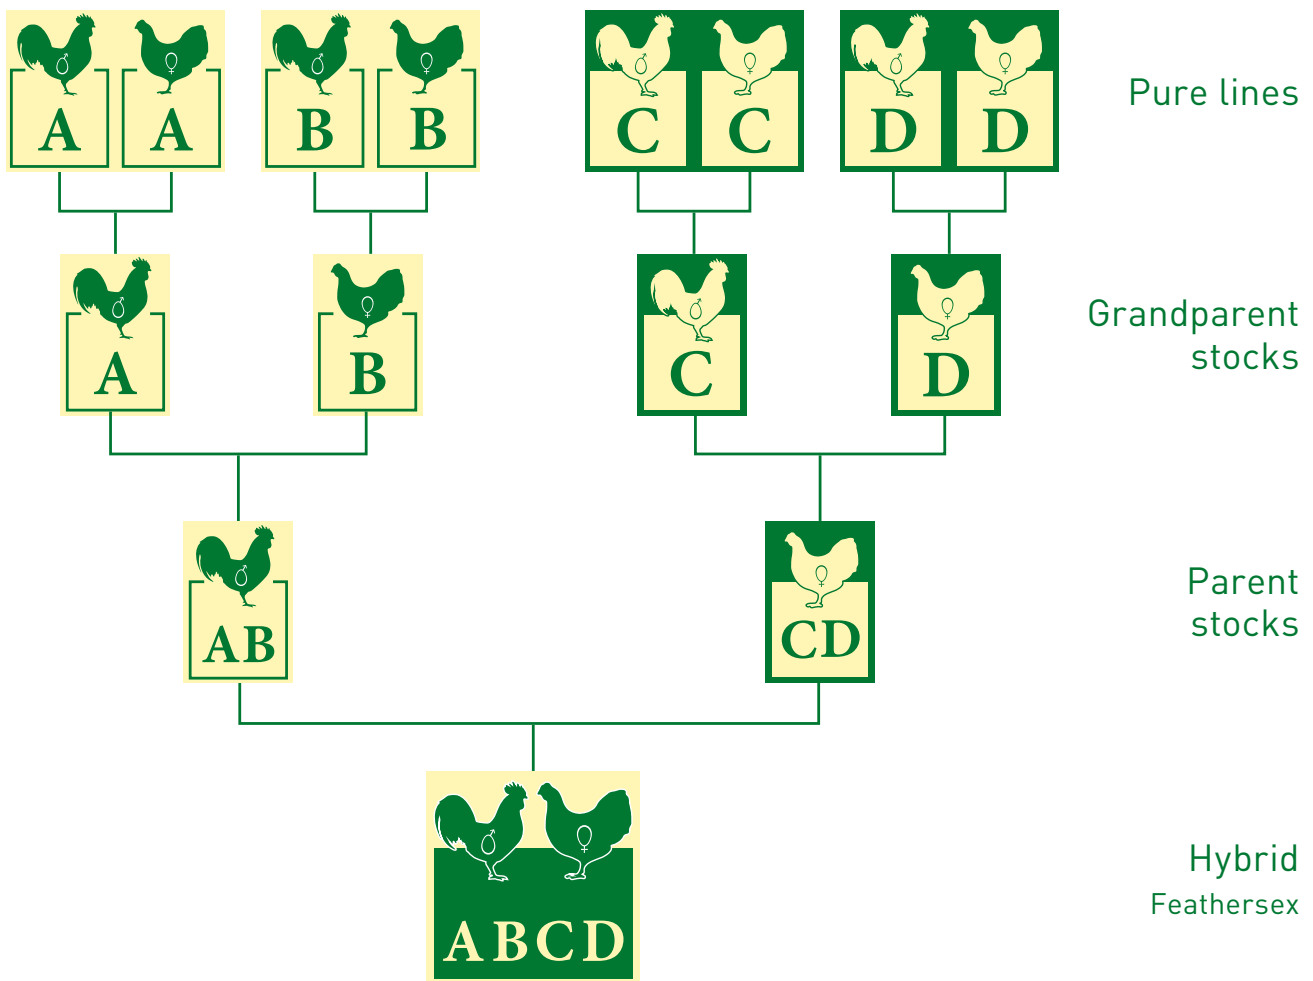 A A B B C C D D
Pure lines
A B C D
Grandparent
stocks
AB CD
Parent
stocks
Hybrid
Feathersex
ABCD